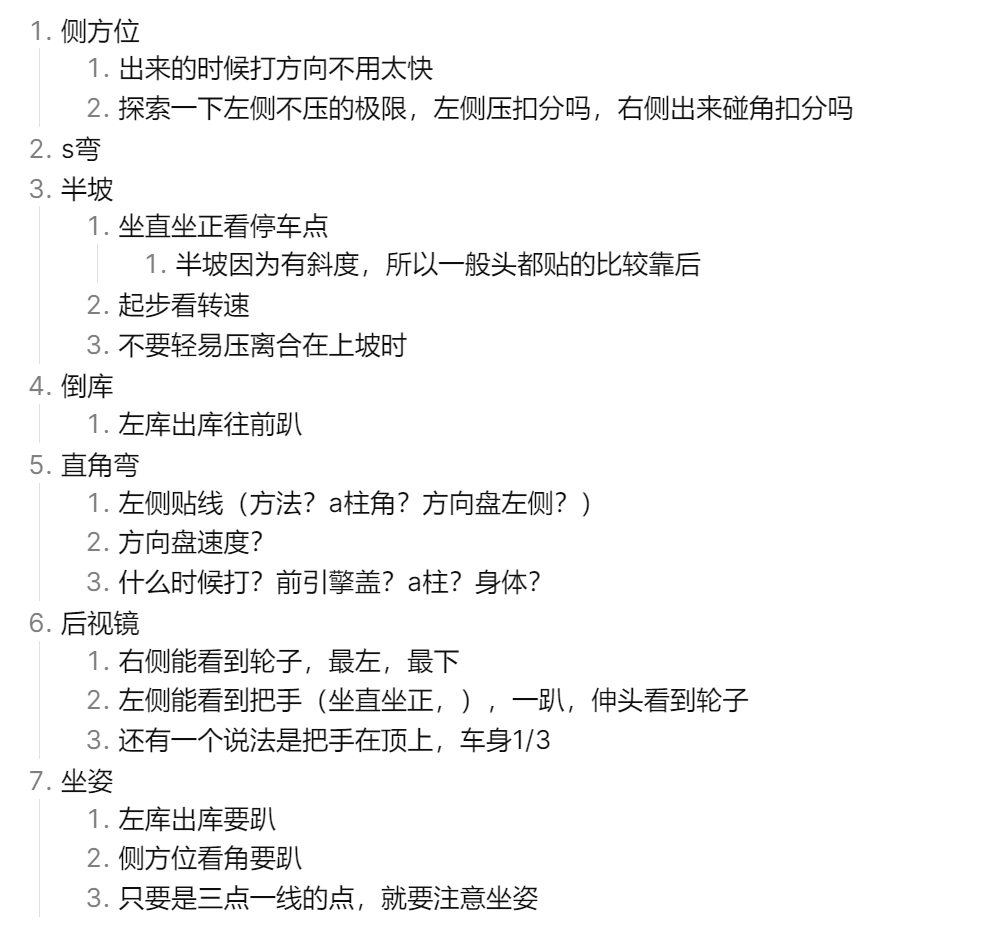 1. 侧方位
1. 出来的时候打方向不用太快
2. 探索一下左侧不压的极限，左侧压扣分吗，右侧出来碰角扣分吗
2. s弯
3. 半坡
1. 坐直坐正看停车点
1. 半坡因为有斜度，所以一般头都贴的比较靠后
2. 起步看转速
3. 不要轻易压离合在上坡时
4. 倒库
1. 左库出库往前趴
5. 直角弯
1. 左侧贴线（方法？a柱角？方向盘左侧？）
2. 方向盘速度？
3. 什么时候打？前引擎盖？a柱？身体？
6. 后视镜
1. 右侧能看到轮子，最左，最下
2. 左侧能看到把手（坐直坐正，），一趴，伸头看到轮子
3. 还有一个说法是把手在顶上，车身1/3
7. 坐姿
1. 左库出库要趴
2. 侧方位看角要趴
3. 只要是三点一线的点，就要注意坐姿